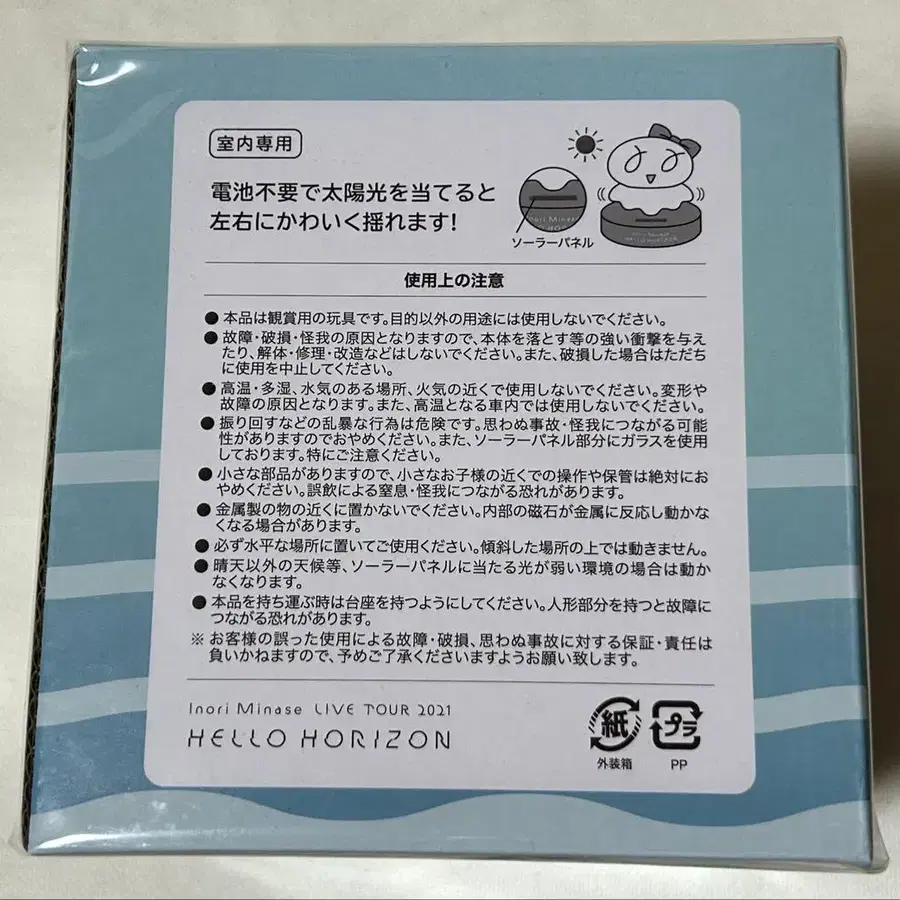 室内専用
電池不要で太陽光を当てると
左右にかわいく揺れます!
ソーラーパネル
使用上の注意
● 本品は観賞用の玩具です。目的以外の用途には使用しないでください。
● 故障・破損・怪我の原因となりますので、本体を落とす等の強い衝撃を与え
たり、解体・修理・改造などはしないでください。また、破損した場合はただち
に使用を中止してください。
● 高温・多湿、水気のある場所、火気の近くで使用しないでください。変形や
故障の原因となります。また、高温となる車内では使用しないでください。
● 振り回すなどの乱暴な行為は危険です。思わぬ事故・怪我につながる可能
性がありますのでおやめください。また、ソーラーパネル部分にガラスを使用
しております。特にご注意ください。
● 小さな部品がありますので、小さなお子様の近くでの操作や保管は絶対にお
やめください。誤飲による窒息・怪我につながる恐れがあります。
● 金属製の物の近くに置かないでください。内部の磁石が金属に反応し動かな
くなる場合があります。
● 必ず水平な場所に置いてご使用ください。傾斜した場所の上では動きません。
● 晴天以外の天候等、ソーラーパネルに当たる光が弱い環境の場合は動か
なくなります。
● 本品を持ち運ぶ時は台座を持つようにしてください。人形部分を持つと故障に
つながる恐れがあります。
※ お客様の誤った使用による故障・破損、思わぬ事故に対する保証・責任は
負いかねますので、予めご了承くださいますようお願い致します。
Inori Minase LIVE TOUR 2021
HELLO HORIZON
紙
外装箱
プラ
PP